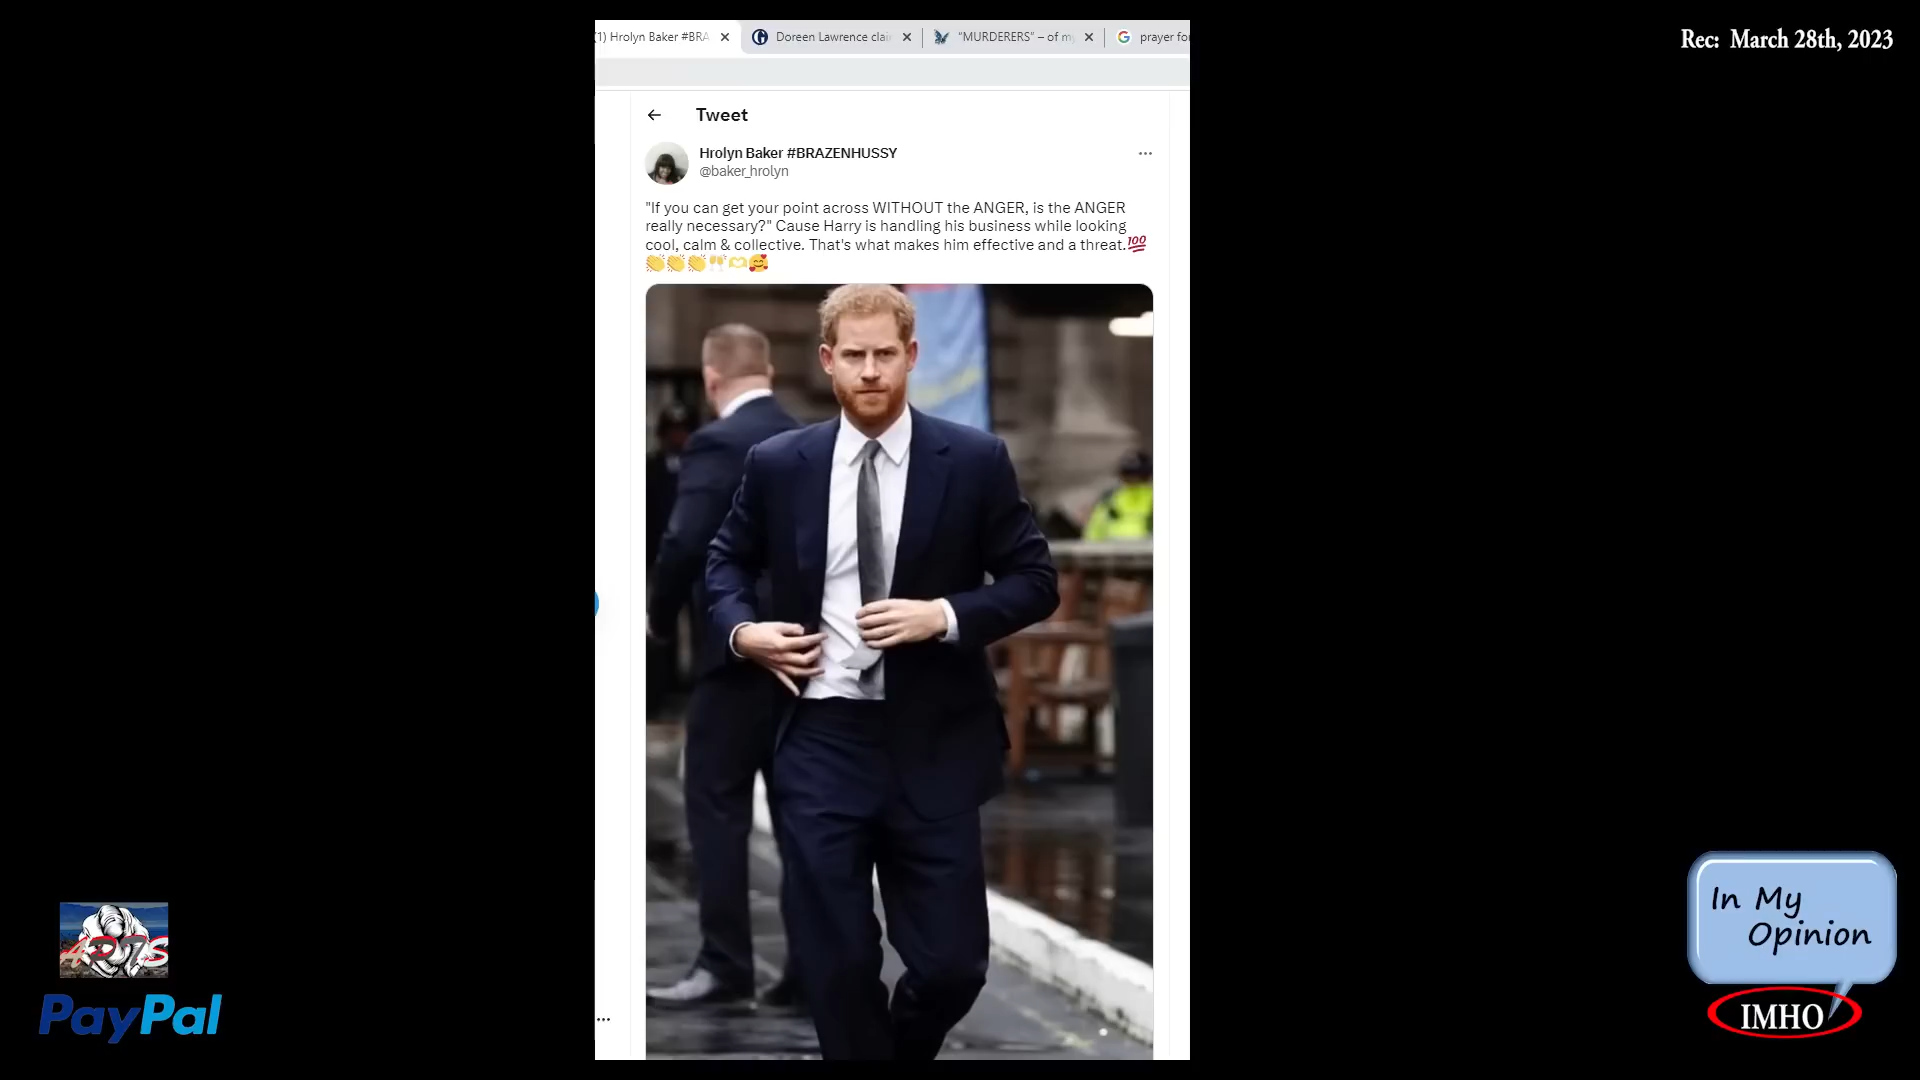 (1) Hrolyn Baker #BRA
Doreen Lawrence clai
"MURDERERS" – of my
prayer fo
Rec: March 28th, 2023
Tweet
Hrolyn Baker #BRAZENHUSSY
@baker_hrolyn
"If you can get your point across WITHOUT the ANGER, is the ANGER
really necessary?" Cause Harry is handling his business while looking
cool, calm & collective. That's what makes him effective and a threat.💯
👏👏👏🥂🫶🥰
In My
Opinion
IMHO
APTS
PayPal